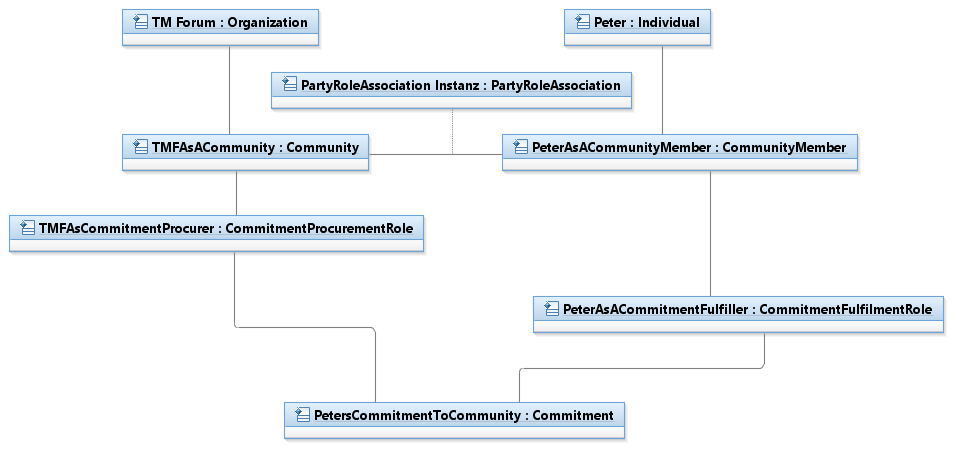 TM Forum : Organization
Peter : Individual
PartyRoleAssociation Instanz : PartyRoleAssociation
TMFAsACommunity : Community
PeterAsACommunityMember : CommunityMember
TMFAsCommitmentProcurer : CommitmentProcurementRole
PeterAsACommitmentFulfiller : CommitmentFulfilmentRole
PetersCommitmentToCommunity : Commitment